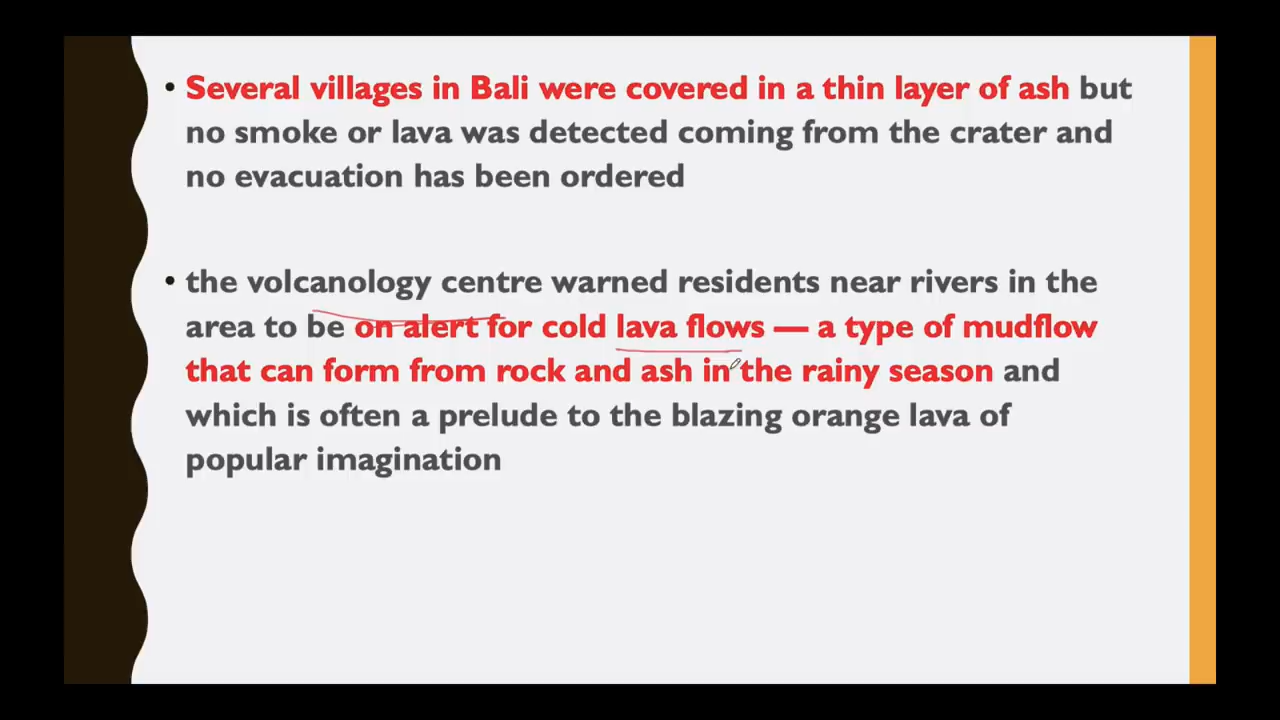 • Several villages in Bali were covered in a thin layer of ash but
no smoke or lava was detected coming from the crater and
no evacuation has been ordered
• the volcanology centre warned residents near rivers in the
area to be on alert for cold lava flows — a type of mudflow
that can form from rock and ash in the rainy season and
which is often a prelude to the blazing orange lava of
popular imagination